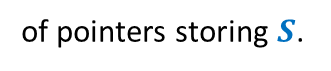 of pointers storing S.